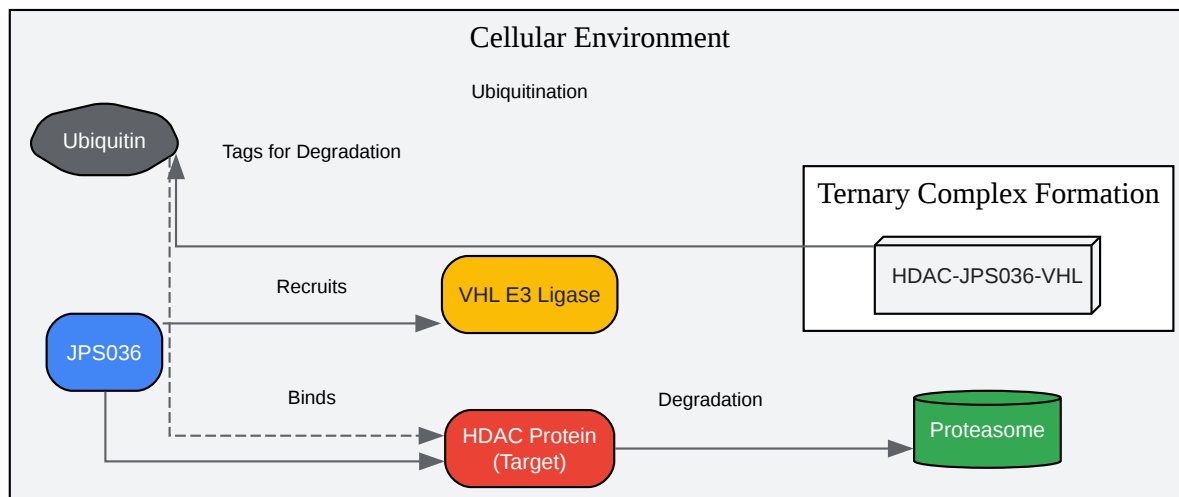 Cellular Environment
Ubiquitination
Ubiquitin
Tags for Degradation
Ternary Complex Formation
HDAC-JPS036-VHL
Recruits
VHL E3 Ligase
JPS036
Binds
Degradation
HDAC Protein
(Target)
Proteasome